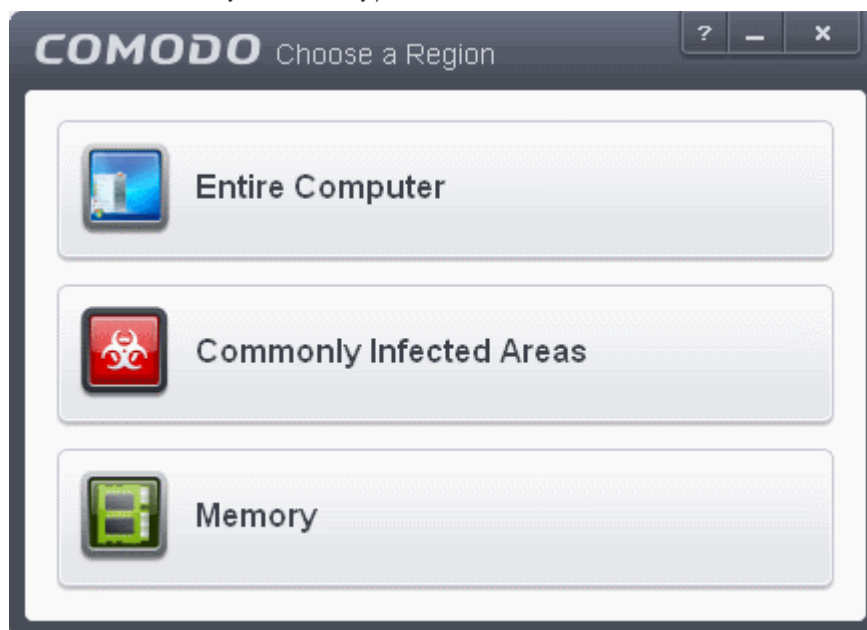 COMODO Choose a Region ? – ×
Entire Computer
Commonly Infected Areas
Memory